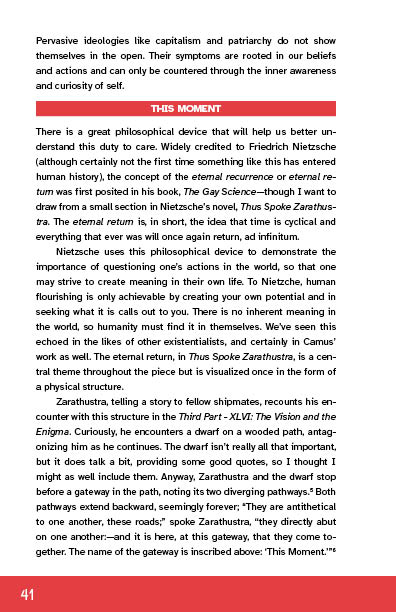 Pervasive ideologies like capitalism and patriarchy do not show
themselves in the open. Their symptoms are rooted in our beliefs
and actions and can only be countered through the inner awareness
and curiosity of self.
THIS MOMENT
There is a great philosophical device that will help us better un-
derstand this duty to care. Widely credited to Friedrich Nietzsche
(although certainly not the first time something like this has entered
human history), the concept of the eternal recurrence or eternal re-
turn was first posited in his book, The Gay Science—though I want to
draw from a small section in Nietzsche's novel, Thus Spoke Zarathus-
tra. The eternal return is, in short, the idea that time is cyclical and
everything that ever was will once again return, ad infinitum.
Nietzsche uses this philosophical device to demonstrate the
importance of questioning one's actions in the world, so that one
may strive to create meaning in their own life. To Nietzche, human
flourishing is only achievable by creating your own potential and in
seeking what it is calls out to you. There is no inherent meaning in
the world, so humanity must find it in themselves. We've seen this
echoed in the likes of other existentialists, and certainly in Camus'
work as well. The eternal return, in Thus Spoke Zarathustra, is a cen-
tral theme throughout the piece but is visualized once in the form of
a physical structure.
Zarathustra, telling a story to fellow shipmates, recounts his en-
counter with this structure in the Third Part - XLVI: The Vision and the
Enigma. Curiously, he encounters a dwarf on a wooded path, antag-
onizing him as he continues. The dwarf isn't really all that important,
but it does talk a bit, providing some good quotes, so I thought I
might as well include them. Anyway, Zarathustra and the dwarf stop
before a gateway in the path, noting its two diverging pathways.⁵ Both
pathways extend backward, seemingly forever; "They are antithetical
to one another, these roads;" spoke Zarathustra, "they directly abut
on one another:—and it is here, at this gateway, that they come to-
gether. The name of the gateway is inscribed above: 'This Moment.'"⁶
41